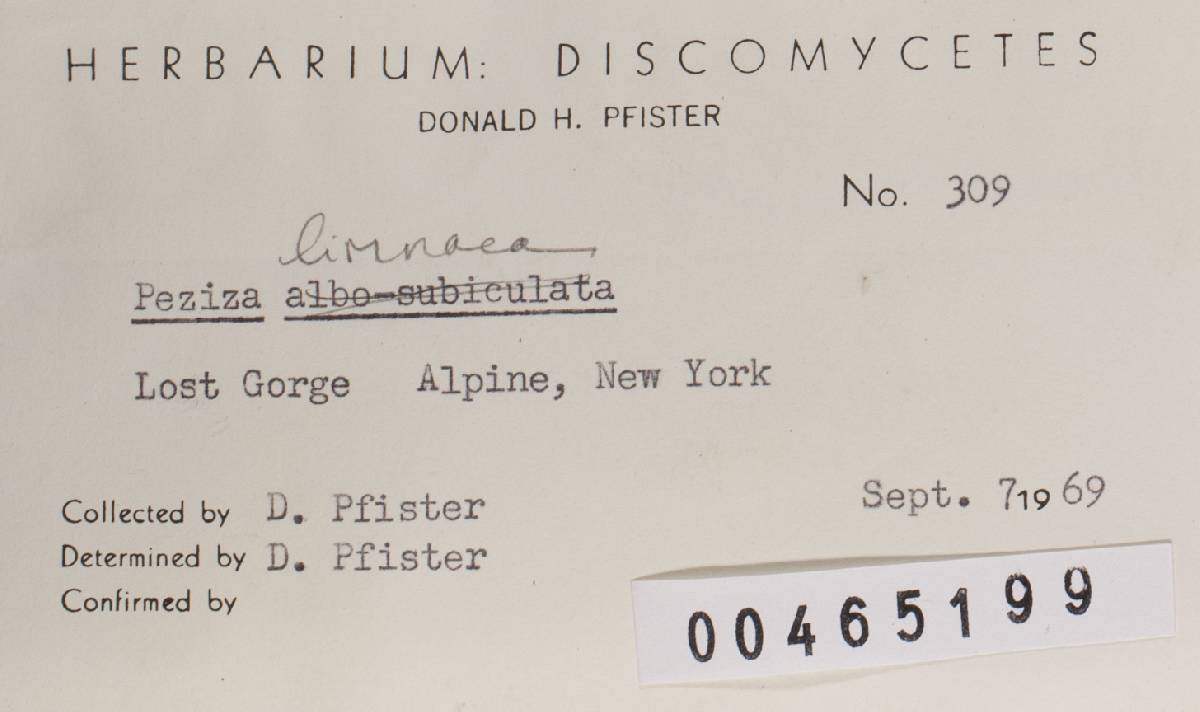 HERBARIUM: DISCOMYCETES
DONALD H. PFISTER
No. 309
limnaea
Peziza albo-subiculata
Lost Gorge Alpine, New York
Sept. 7 19 69
Collected by D. Pfister
Determined by D. Pfister
Confirmed by
00465199